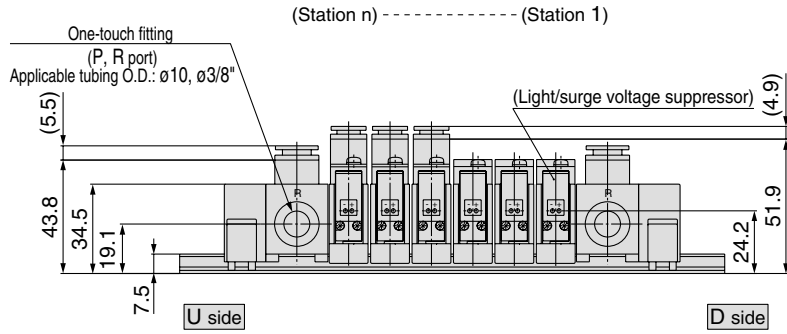 (Station n) - - - - - - - - - - - - - (Station 1)
One-touch fitting
(P, R port)
Applicable tubing O.D.: ø10, ø3/8"
(Light/surge voltage suppressor)
(5.5)
43.8
34.5
19.1
7.5
R
R
(4.9)
51.9
24.2
U side
D side